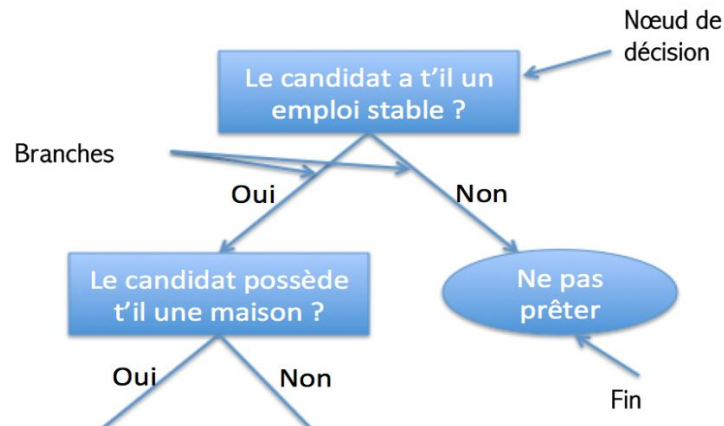 Nœud de
décision
Le candidat a t’il un
emploi stable ?
Branches
Oui
Non
Le candidat possède
t’il une maison ?
Ne pas
prêter
Oui
Non
Fin